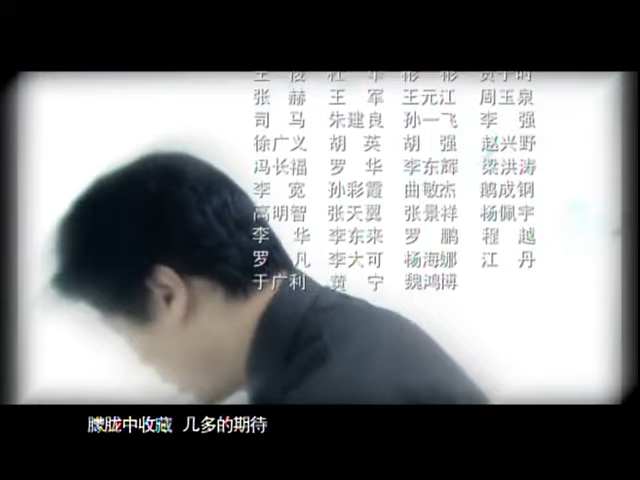 张 赫 王 军 王元江 周玉泉
司 马 朱建良 孙一飞 李 强
徐广义 胡 英 胡 强 赵兴野
冯长福 罗 华 李东辉 梁洪涛
李 宽 孙彩霞 曲敏杰 鹕成钢
高明智 张天翼 张景祥 杨佩宇
李 华 李东来 罗 鹏 程 越
罗 凡 李大可 杨海娜 江 丹
于广利 黄 宁 魏鸿博
朦胧中收藏 几多的期待